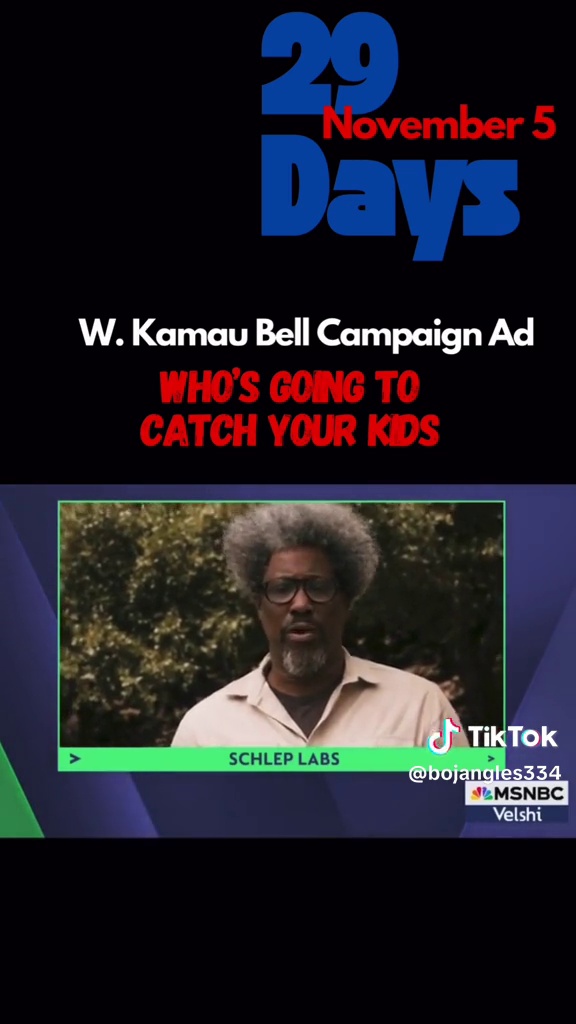 29
November 5
Days
W. Kamau Bell Campaign Ad
WHO'S GOING TO
CATCH YOUR KIDS
> SCHLEP LABS >
TikTok
@bojangles334
MSNBC
Velshi